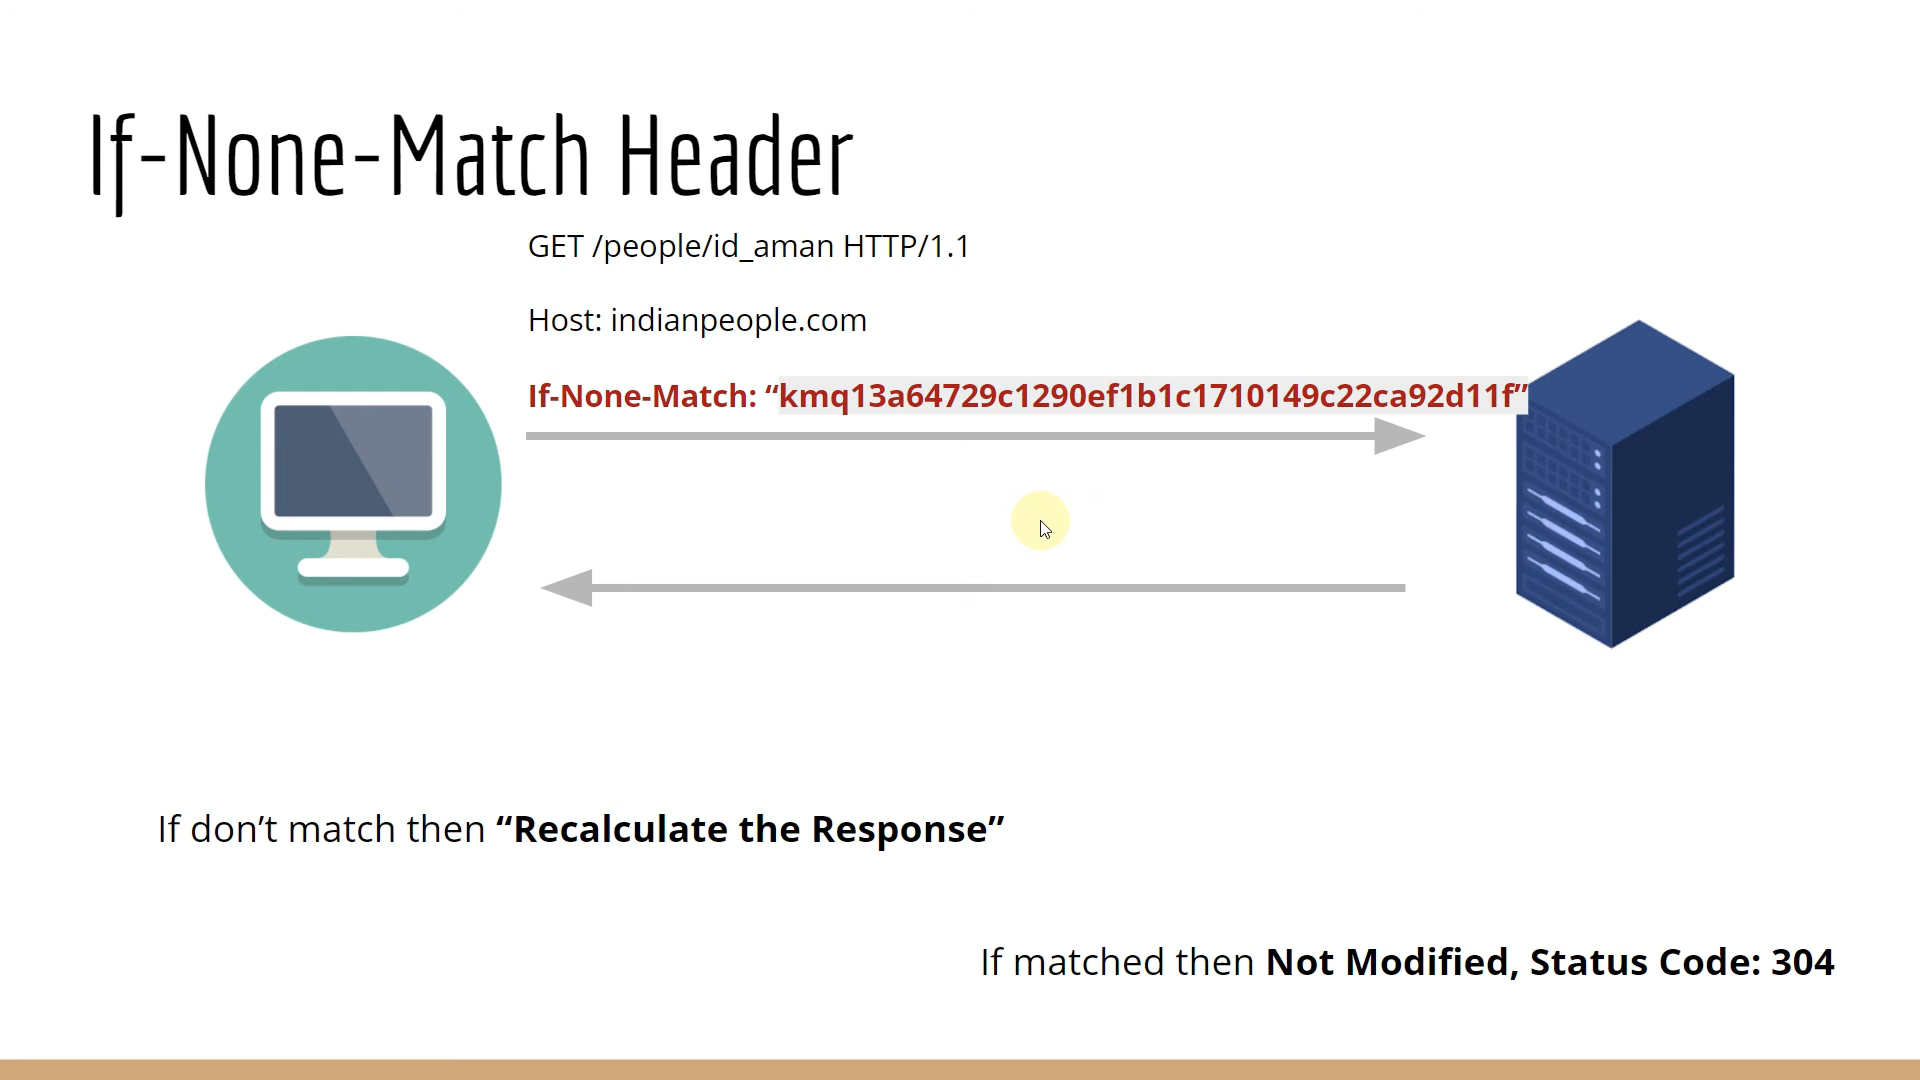 If-None-Match Header
GET /people/id_aman HTTP/1.1
Host: indianpeople.com
If-None-Match: “kmq13a64729c1290ef1b1c1710149c22ca92d11f”
If don’t match then “Recalculate the Response”
If matched then Not Modified, Status Code: 304